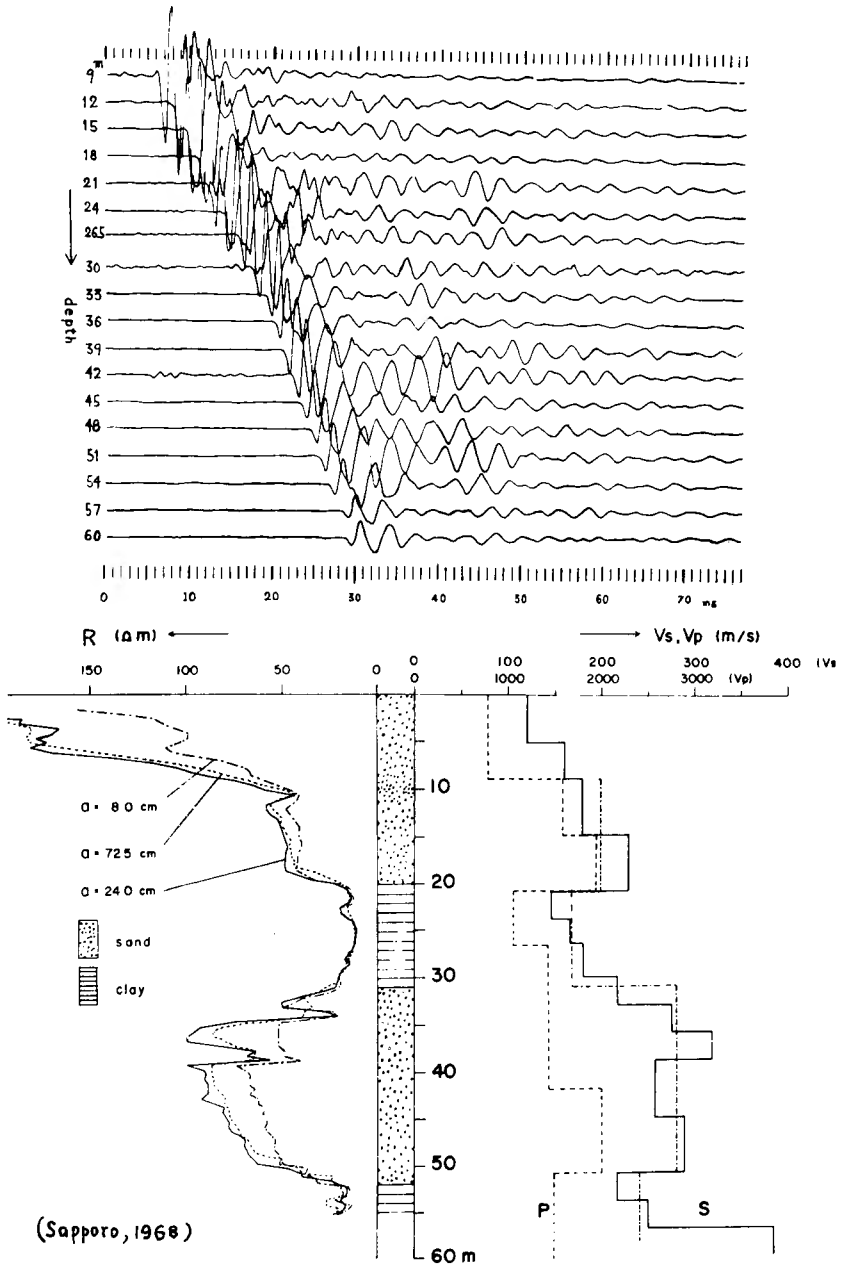 9 m
12
15
18
21
24
26.5
30
33
36
39
42
45
48
51
54
57
60
depth
0 10 20 30 40 50 60 70 ms
R (Ωm) Vs, Vp (m/s)
150 100 50 0 0 100 200 300 400 (Vs
1000 2000 3000 (Vp)
10
a = 80 cm
a = 725 cm
a = 240 cm
20
sand
clay
30
40
50
P S
(Sapporo, 1968)
60 m